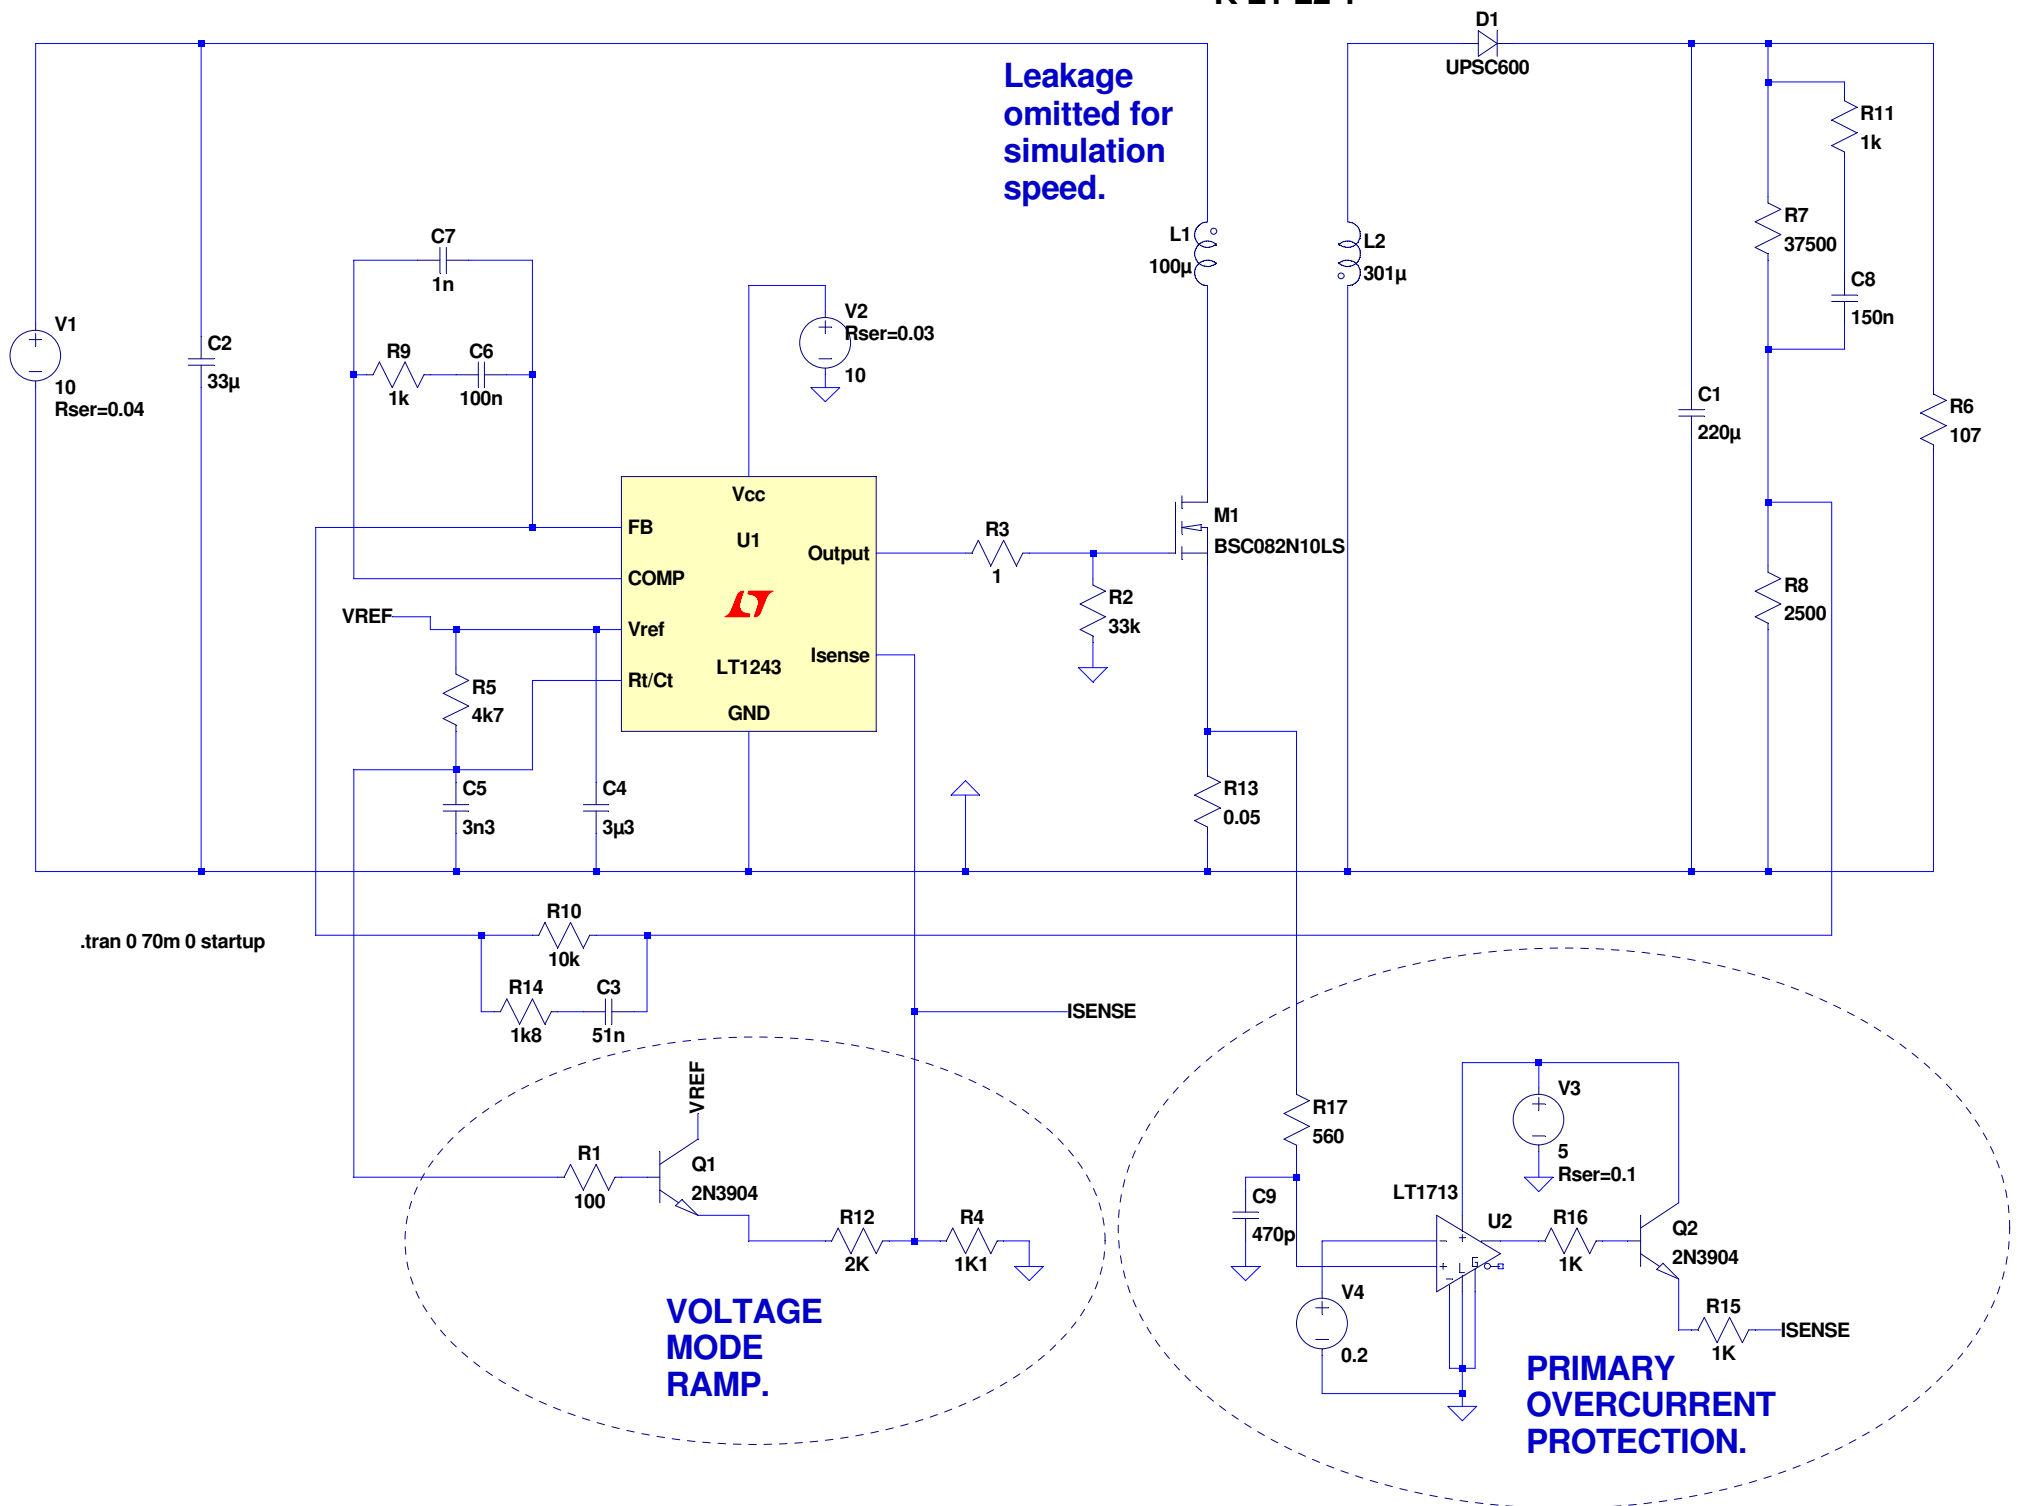 K L1 L2 1
D1
UPSC600
Leakage
omitted for
simulation
speed.
R11
1k
C7
1n
L1
100µ
L2
301µ
R7
37500
C8
150n
V1
10
Rser=0.04
C2
33µ
R9
1k
C6
100n
V2
Rser=0.03
10
C1
220µ
R6
107
Vcc
FB
U1
Output
COMP
Vref
Isense
LT1243
Rt/Ct
GND
VREF
R3
1
M1
BSC082N10LS
R2
33k
R8
2500
R5
4k7
C5
3n3
C4
3µ3
R13
0.05
.tran 0 70m 0 startup
R10
10k
R14
1k8
C3
51n
ISENSE
VREF
R1
100
Q1
2N3904
R12
2K
R4
1K1
VOLTAGE
MODE
RAMP.
R17
560
C9
470p
V3
5
Rser=0.1
LT1713
U2
R16
1K
Q2
2N3904
V4
0.2
R15
1K
ISENSE
PRIMARY
OVERCURRENT
PROTECTION.